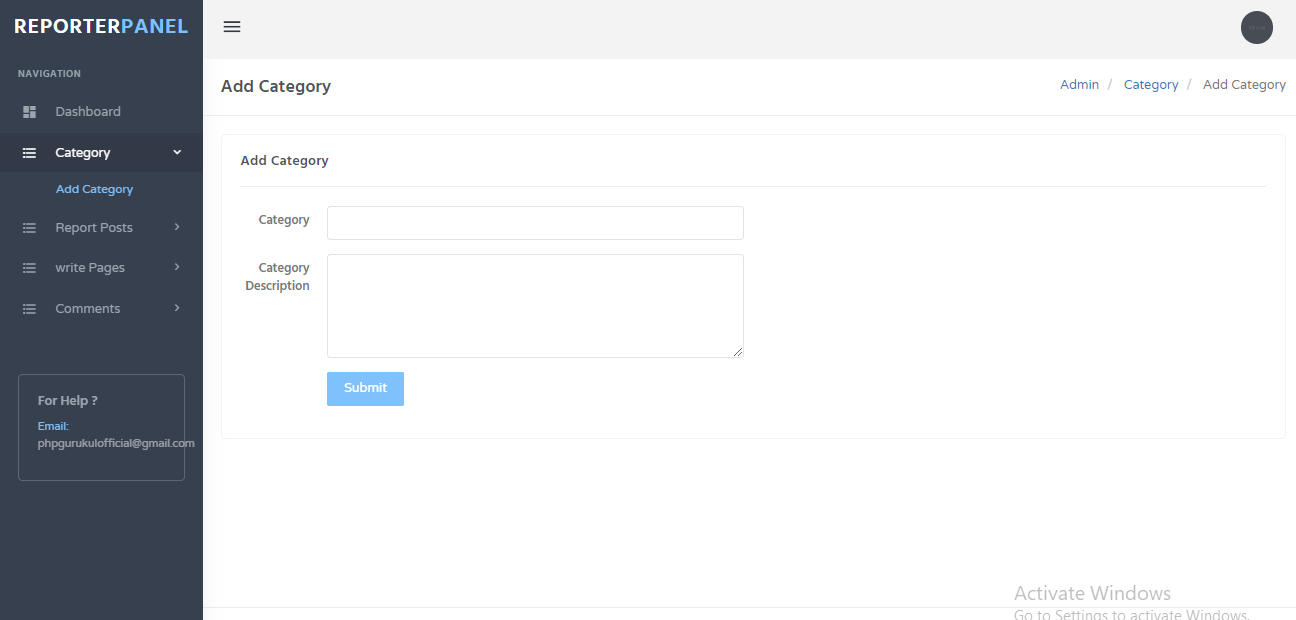 REPORTERPANEL
NAVIGATION
Dashboard
Category
Add Category
Report Posts
write Pages
Comments
For Help ?
Email:
phpgurukulofficial@gmail.com
Add Category
Admin / Category / Add Category
Add Category
Category
Category
Description
Submit
Activate Windows
Go to Settings to activate Windows.